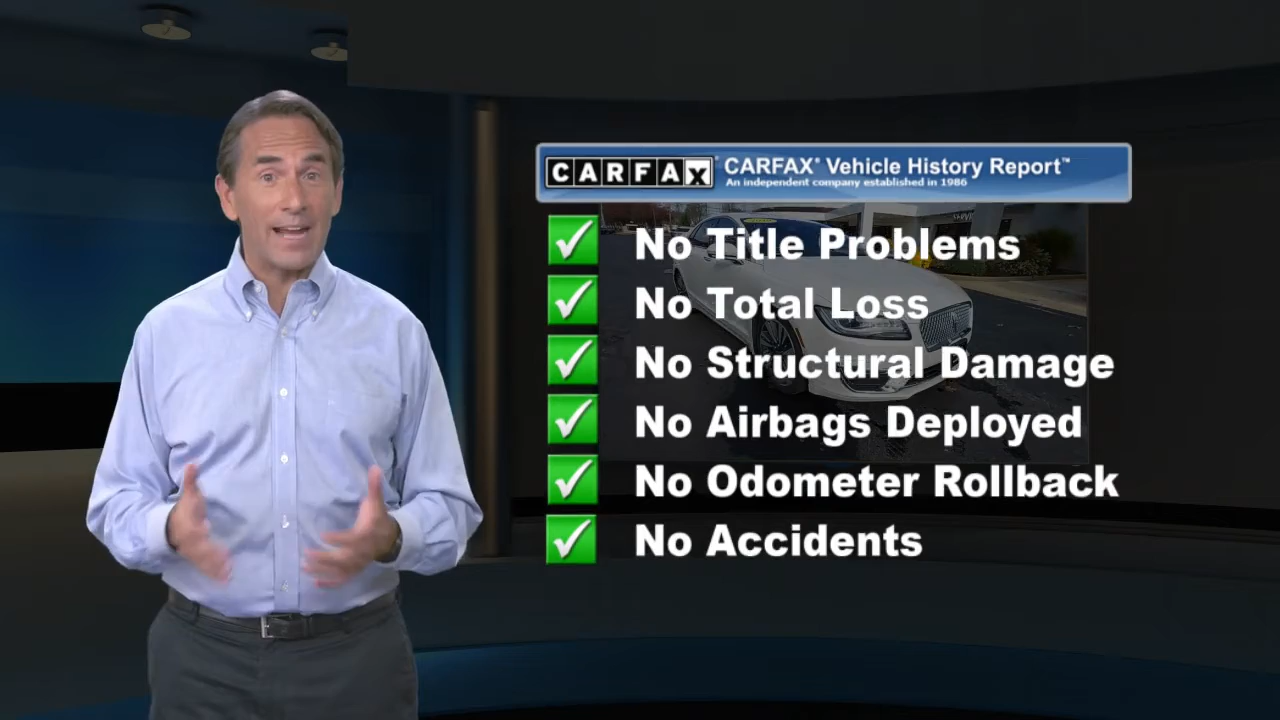 CARFAX
CARFAX® Vehicle History Report™
An independent company established in 1986
No Title Problems
No Total Loss
No Structural Damage
No Airbags Deployed
No Odometer Rollback
No Accidents